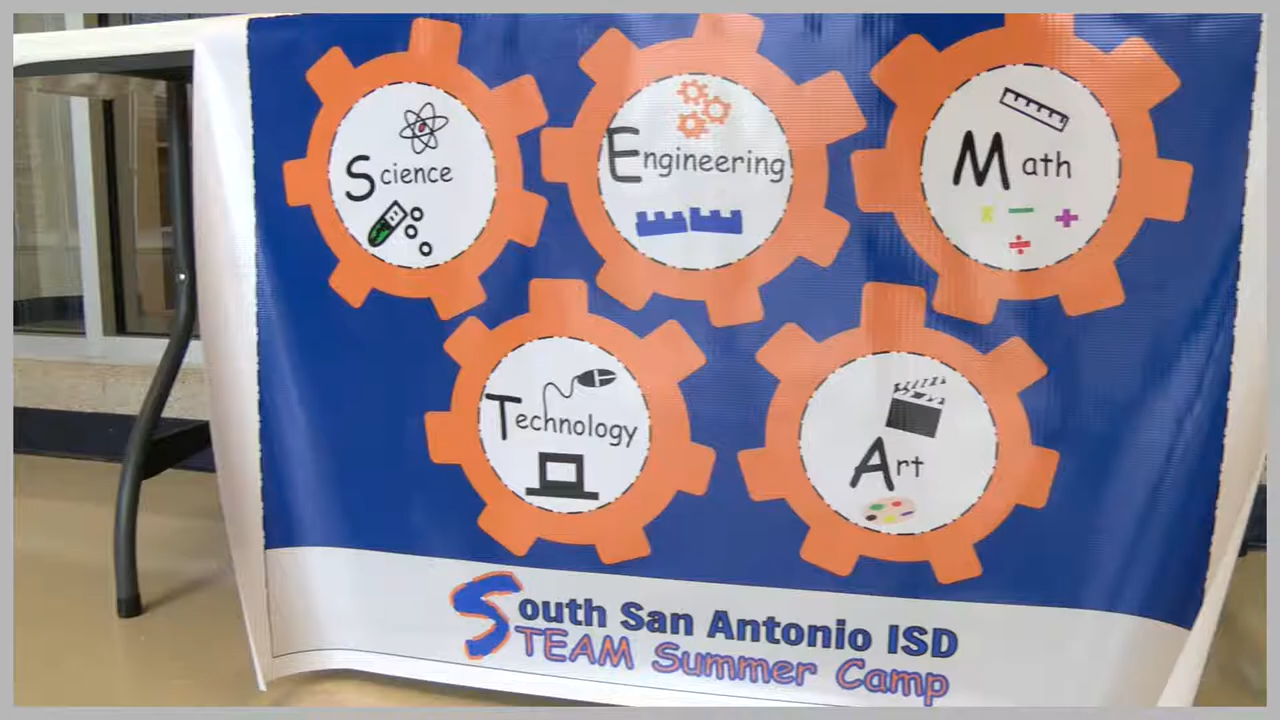 Science
Engineering
Math
Technology
Art
South San Antonio ISD
STEAM Summer Camp